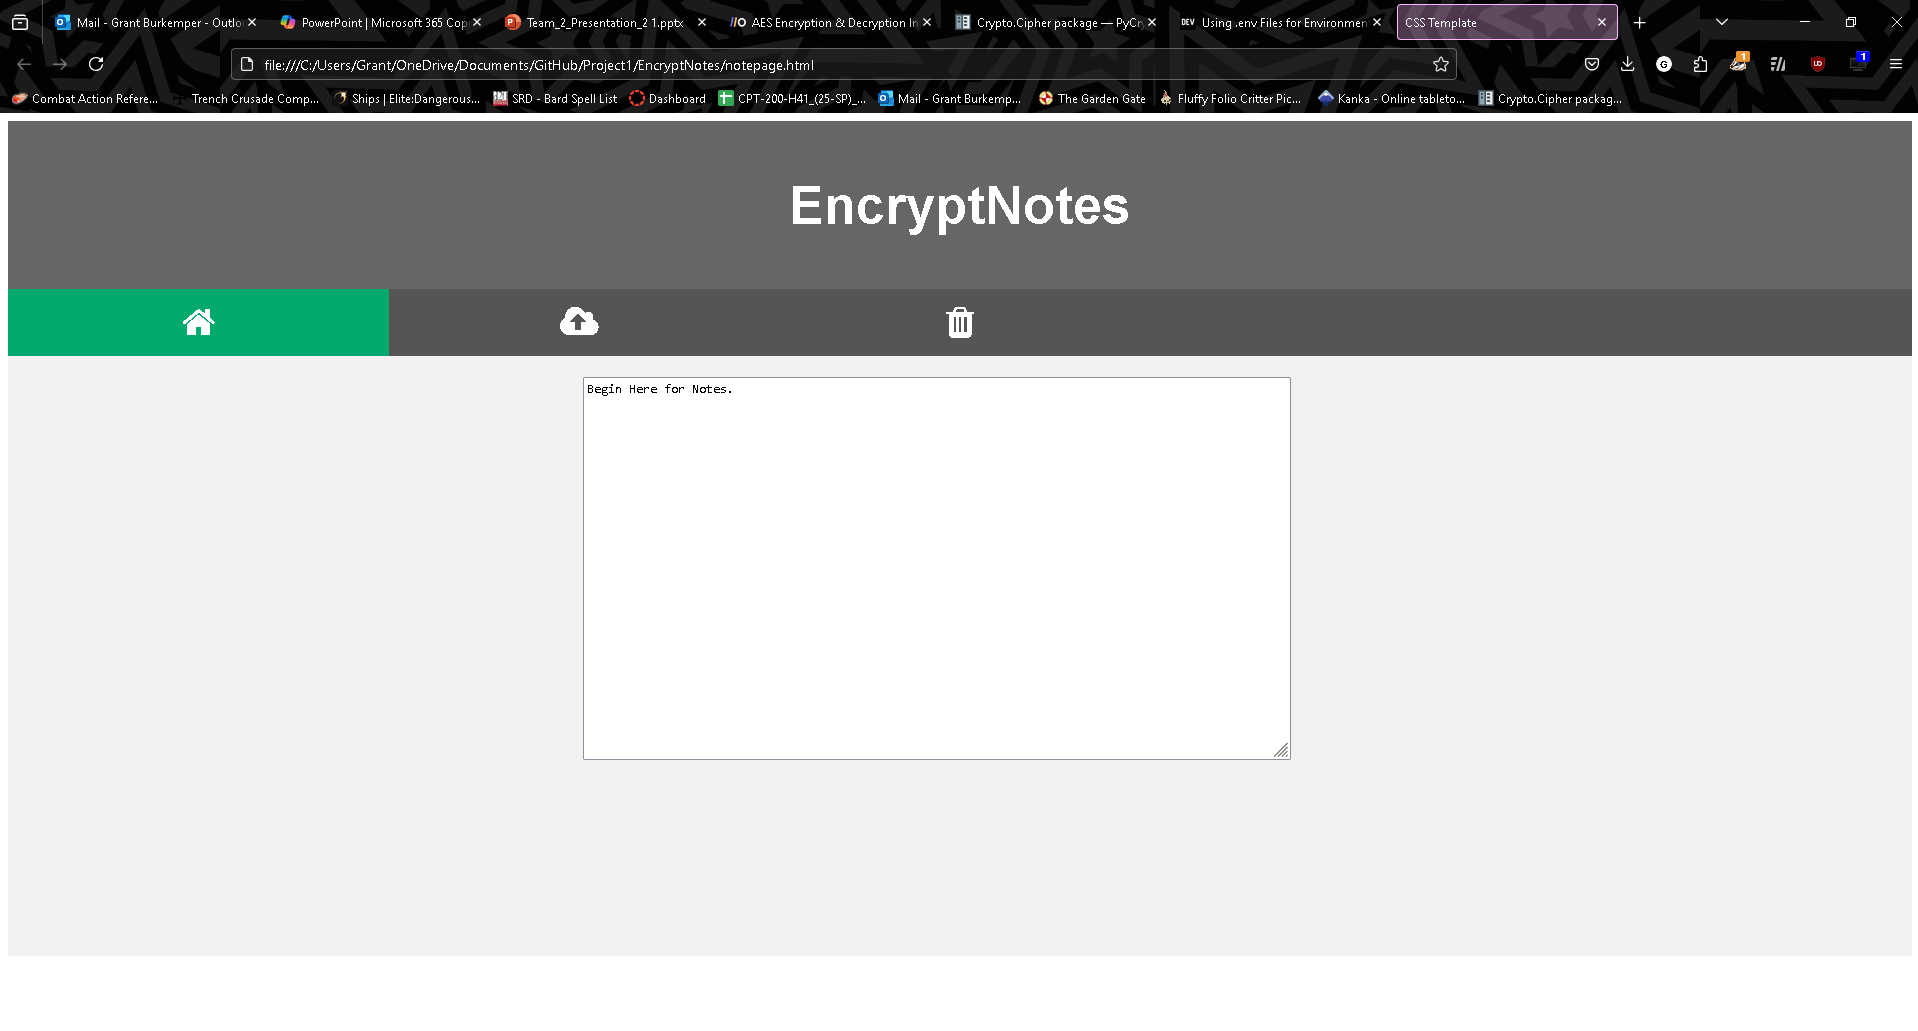 Mail - Grant Burkemper - Outlo
PowerPoint | Microsoft 365 Cop
Team_2_Presentation_2 1.pptx
//O AES Encryption & Decryption In
Crypto.Cipher package — PyCr
DEV Using .env Files for Environmen
CSS Template
file:///C:/Users/Grant/OneDrive/Documents/GitHub/Project1/EncryptNotes/notepage.html
G
1
UD
1
Combat Action Refere...
Trench Crusade Comp...
Ships | Elite:Dangerous...
SRD - Bard Spell List
Dashboard
CPT-200-H41_(25-SP)_...
Mail - Grant Burkemp...
The Garden Gate
Fluffy Folio Critter Pic...
Kanka - Online tableto...
Crypto.Cipher packag...
EncryptNotes
Begin Here for Notes.